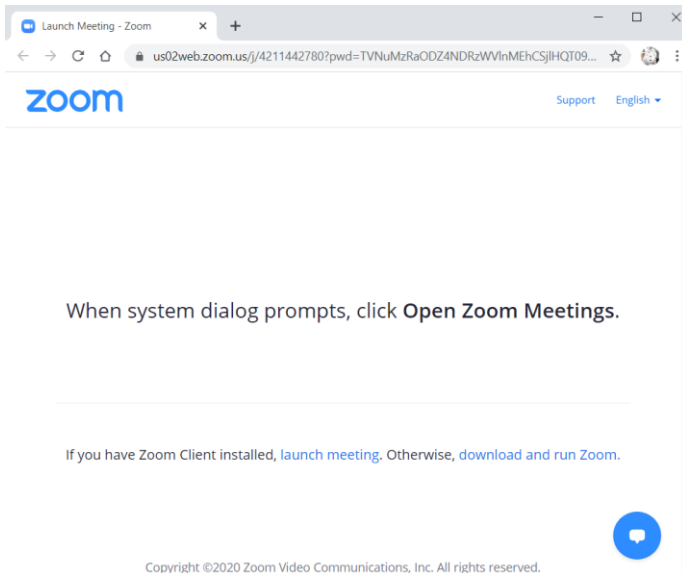 Launch Meeting - Zoom
us02web.zoom.us/j/4211442780?pwd=TVNuMzRaODZ4NDRzWVlnMEhCSjlHQT09...
zoom
Support English
When system dialog prompts, click Open Zoom Meetings.
If you have Zoom Client installed, launch meeting. Otherwise, download and run Zoom.
Copyright ©2020 Zoom Video Communications, Inc. All rights reserved.